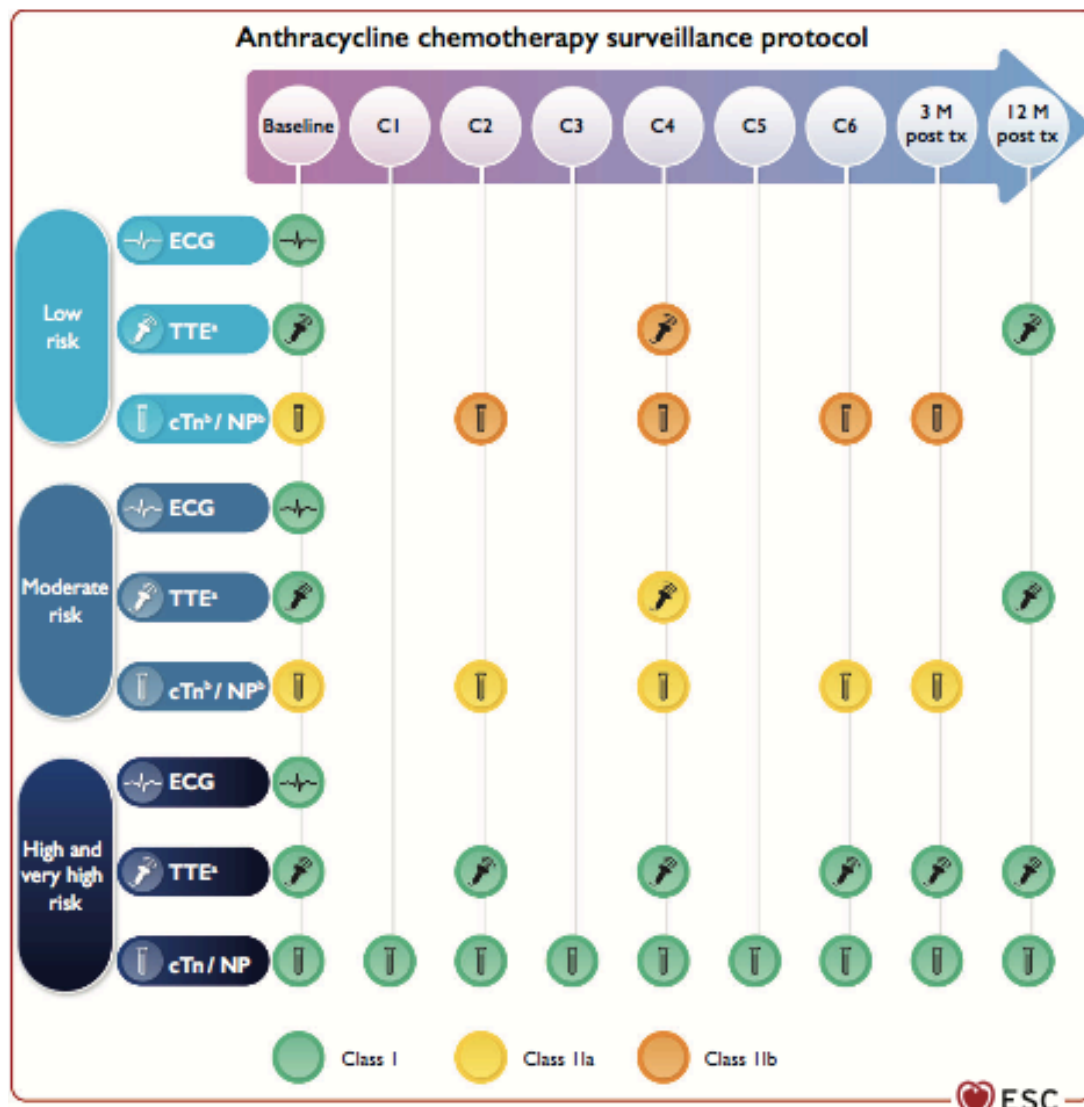 Anthracycline chemotherapy surveillance protocol
Baseline
C1
C2
C3
C4
C5
C6
3 M
post tx
12 M
post tx
Low
risk
ECG
TTEᵃ
cTnᵇ / NPᵇ
Moderate
risk
ECG
TTEᵃ
cTnᵇ / NPᵇ
High and
very high
risk
ECG
TTEᵃ
cTn / NP
Class I
Class IIa
Class IIb
ESC